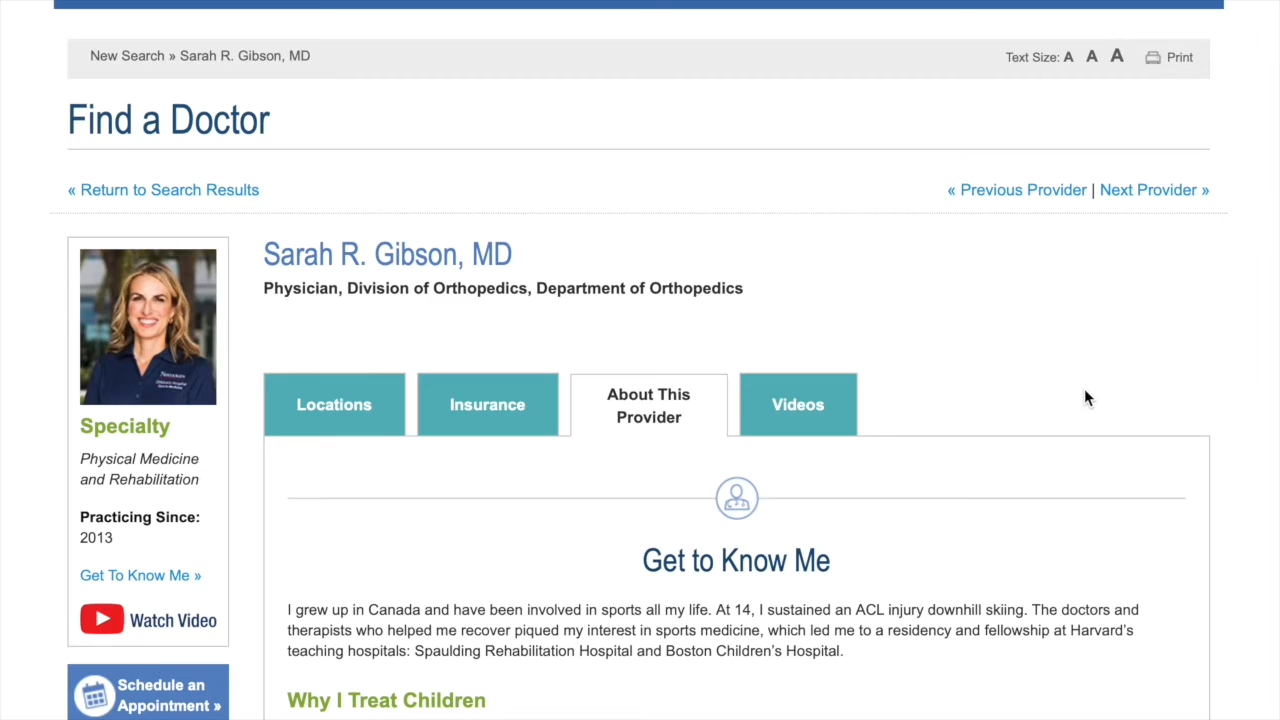 New Search » Sarah R. Gibson, MD
Text Size: A A A Print
Find a Doctor
« Return to Search Results
« Previous Provider | Next Provider »
Sarah R. Gibson, MD
Physician, Division of Orthopedics, Department of Orthopedics
Specialty
Physical Medicine
and Rehabilitation
Practicing Since:
2013
Get To Know Me »
Watch Video
Schedule an
Appointment »
Locations
Insurance
About This
Provider
Videos
Get to Know Me
I grew up in Canada and have been involved in sports all my life. At 14, I sustained an ACL injury downhill skiing. The doctors and
therapists who helped me recover piqued my interest in sports medicine, which led me to a residency and fellowship at Harvard’s
teaching hospitals: Spaulding Rehabilitation Hospital and Boston Children’s Hospital.
Why I Treat Children